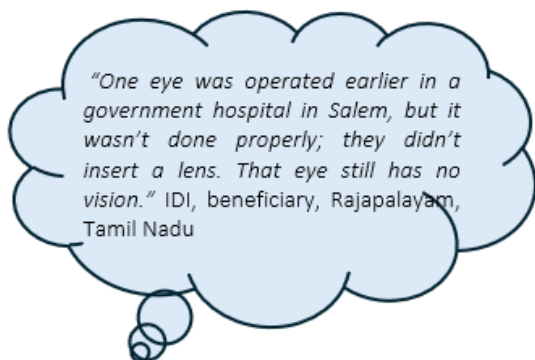 “One eye was operated earlier in a
government hospital in Salem, but it
wasn’t done properly; they didn’t
insert a lens. That eye still has no
vision.” IDI, beneficiary, Rajapalayam,
Tamil Nadu